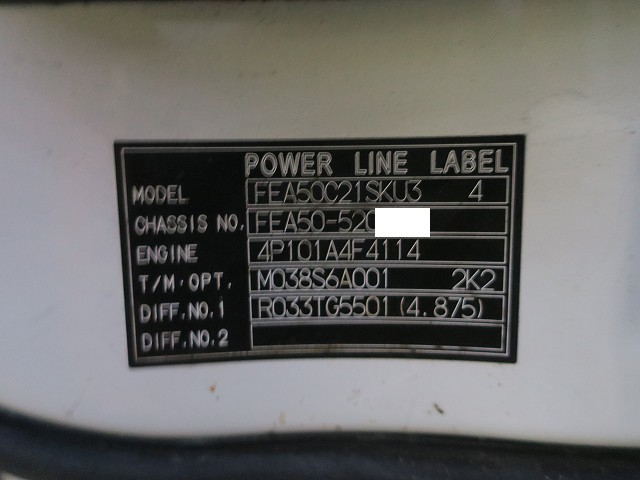 POWER LINE LABEL
MODEL FEA50C21SKU3 4
CHASSIS NO. FEA50-520
ENGINE 4P101A4F4114
T/M·OPT. M038S6A001 2K2
DIFF.NO.1 R033TG5501(4.875)
DIFF.NO.2